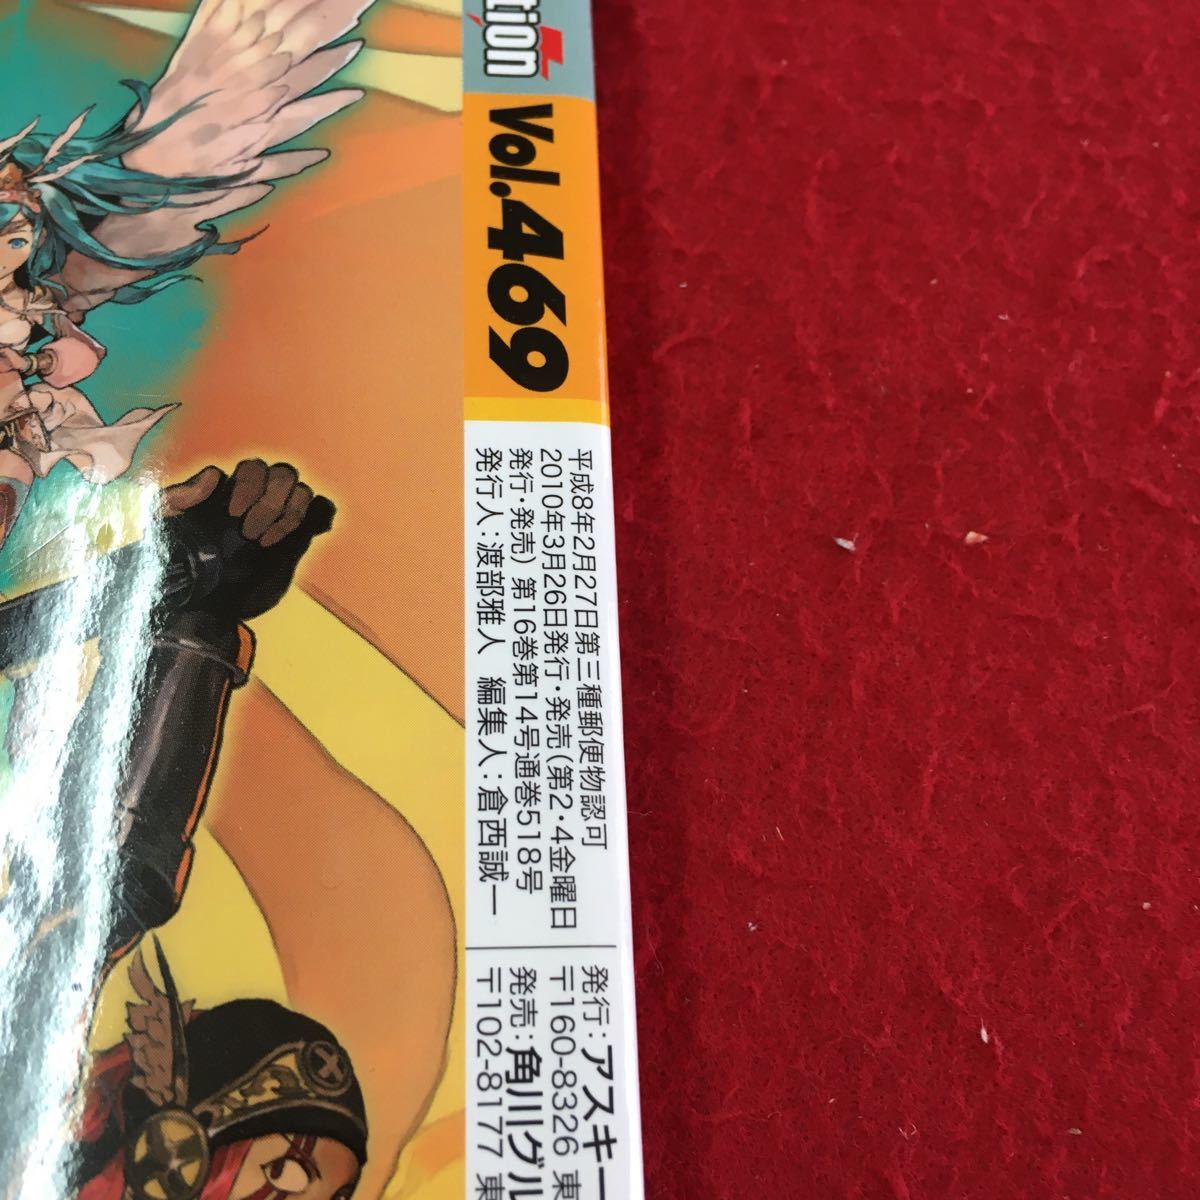 tion
Vol.469
平成8年2月27日第三種郵便物認可
2010年3月26日発行・発売(第2・4金曜日
発行・発売) 第16巻第14号通巻518号
発行人:渡部雅人 編集人:倉西誠一
発行:アスキー
〒160-8326 東
発売:角川グル
〒102-8177 東